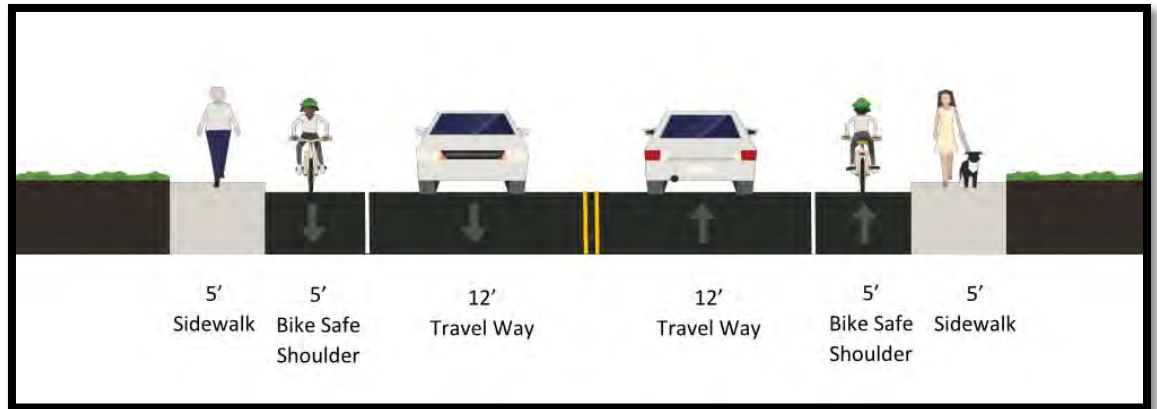 5’
Sidewalk
5’
Bike Safe
Shoulder
12’
Travel Way
12’
Travel Way
5’
Bike Safe
Shoulder
5’
Sidewalk